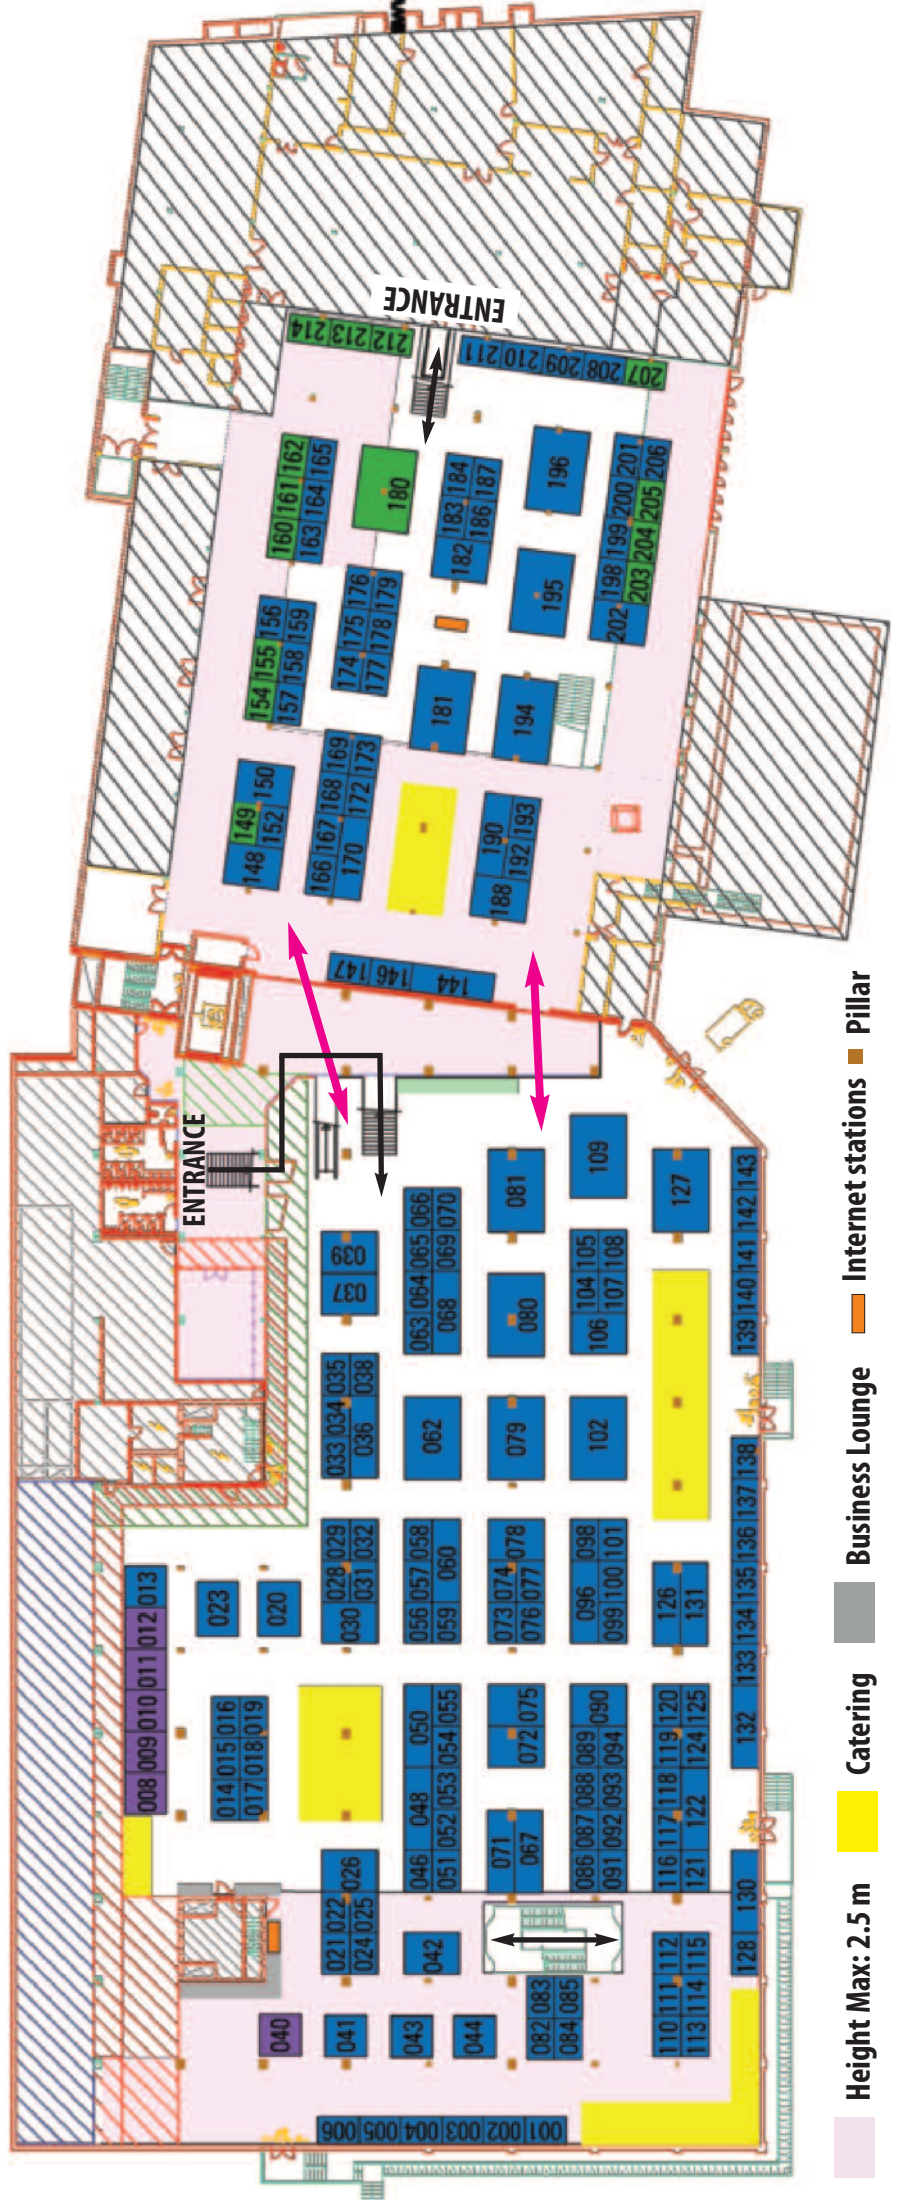 ENTRANCE
214
213
212
211
210
209
208
207
160 161 162
163 164 165
180
183 184
182 186 187
196
198 199 200 201
202 203 204 205 206
154 155 156
157 158 159
174 175 176
177 178 179
195
181
194
149 150
148 152
166 167 168 169
170 172 173
190
188 192 193
147
146
144
ENTRANCE
039
037
063 064 065 066
068 069 070
081
109
127
080
104 105
106 107 108
139 140 141 142 143
033 034 035
036 038
062
079
102
008 009 010 011 012 013
023
020
028 029
030 031 032
056 057 058
059 060
073 074 078
076 077
096 098
099 100 101
126
131
132 133 134 135 136 137 138
014 015 016
017 018 019
046 048 050
051 052 053 054 055
072 075
071
067
086 087 088 089 090
091 092 093 094
116 117 118 119 120
121 122 124 125
026
021 022
024 025
042
128 130
040
041
043
044
082 083
084 085
110 111 112
113 114 115
006
005
004
003
002
001
Height Max: 2.5 m
Catering
Business Lounge
Internet stations
Pillar